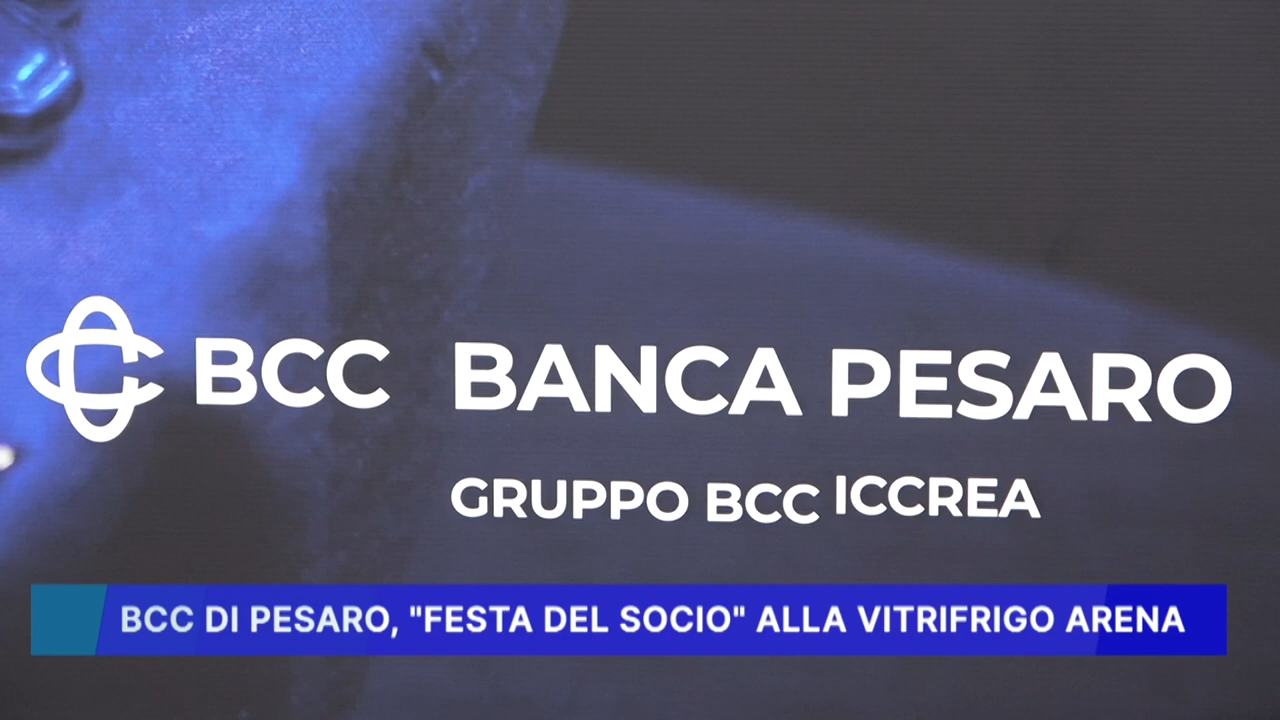 BCC BANCA PESARO
GRUPPO BCC ICCREA
BCC DI PESARO, "FESTA DEL SOCIO" ALLA VITRIFRIGO ARENA